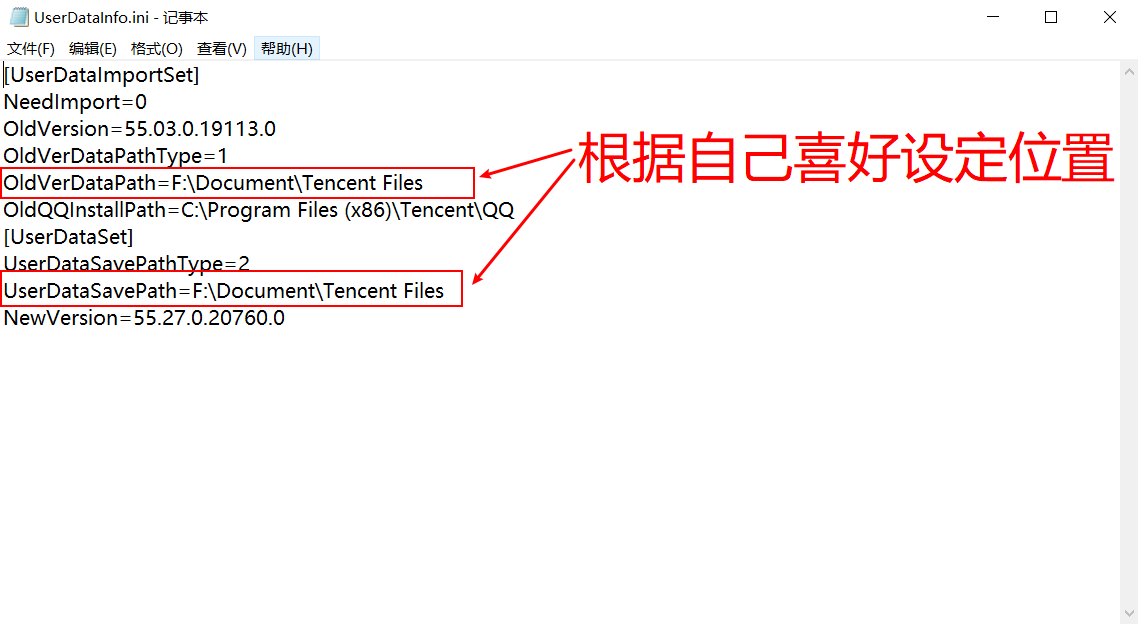 UserDataInfo.ini - 记事本
文件(F) 编辑(E) 格式(O) 查看(V) 帮助(H)
[UserDataImportSet]
NeedImport=0
OldVersion=55.03.0.19113.0
OldVerDataPathType=1
OldVerDataPath=F:\Document\Tencent Files
OldQQInstallPath=C:\Program Files (x86)\Tencent\QQ
[UserDataSet]
UserDataSavePathType=2
UserDataSavePath=F:\Document\Tencent Files
NewVersion=55.27.0.20760.0
根据自己喜好设定位置